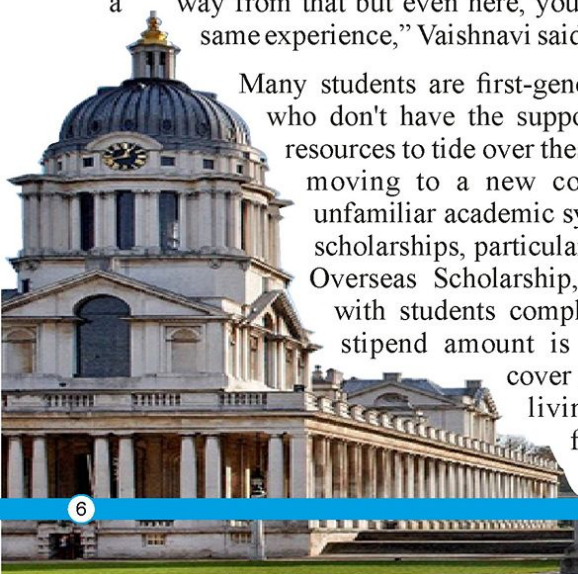 a way from that but even here, you
same experience,” Vaishnavi said
Many students are first-gene
who don't have the suppo
resources to tide over the
moving to a new co
unfamiliar academic sy
scholarships, particular
Overseas Scholarship,
with students compl
stipend amount is
cover
livin
f
6